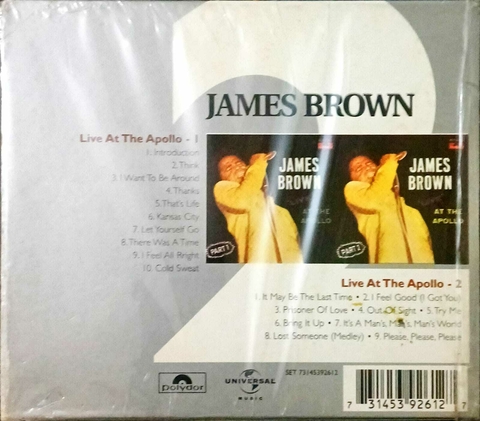 2
JAMES BROWN
Live At The Apollo - 1
1. Introduction
2. Think
3. I Want To Be Around
4. Thanks
5. That's Life
6. Kansas City
7. Let Yourself Go
8. There Was A Time
9. I Feel All Right
10. Cold Sweat
JAMES
BROWN
AT THE
APOLLO
PART 1
JAMES
BROWN
AT THE
APOLLO
PART 2
Live At The Apollo - 2
1. It May Be The Last Time • 2. I Feel Good (I Got You)
3. Prisoner Of Love • 4. Out Of Sight • 5. Try Me
6. Bring It Up • 7. It's A Man's, Man's, Man's World
8. Lost Someone (Medley) • 9. Please, Please, Please
polydor
UNIVERSAL
MUSIC
SET 73145392612
7 31453 92612 7